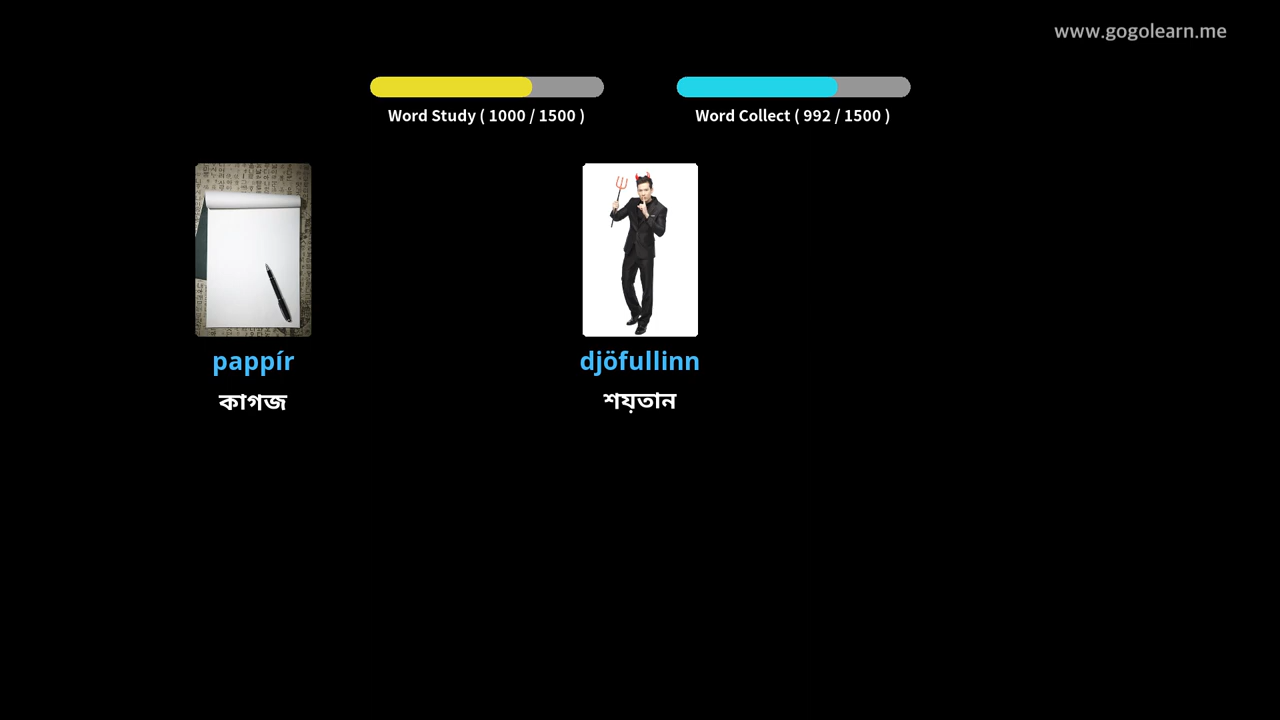 www.gogolearn.me
Word Study ( 1000 / 1500 )
Word Collect ( 992 / 1500 )
pappír
djöfullinn
কাগজ
শয়তান